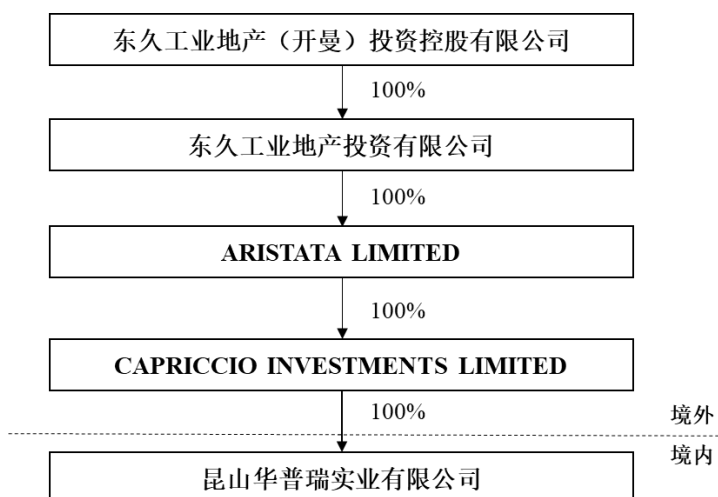 东久工业地产（开曼）投资控股有限公司
100%
东久工业地产投资有限公司
100%
ARISTATA LIMITED
100%
CAPRICCIO INVESTMENTS LIMITED
100%
境外
境内
昆山华普瑞实业有限公司